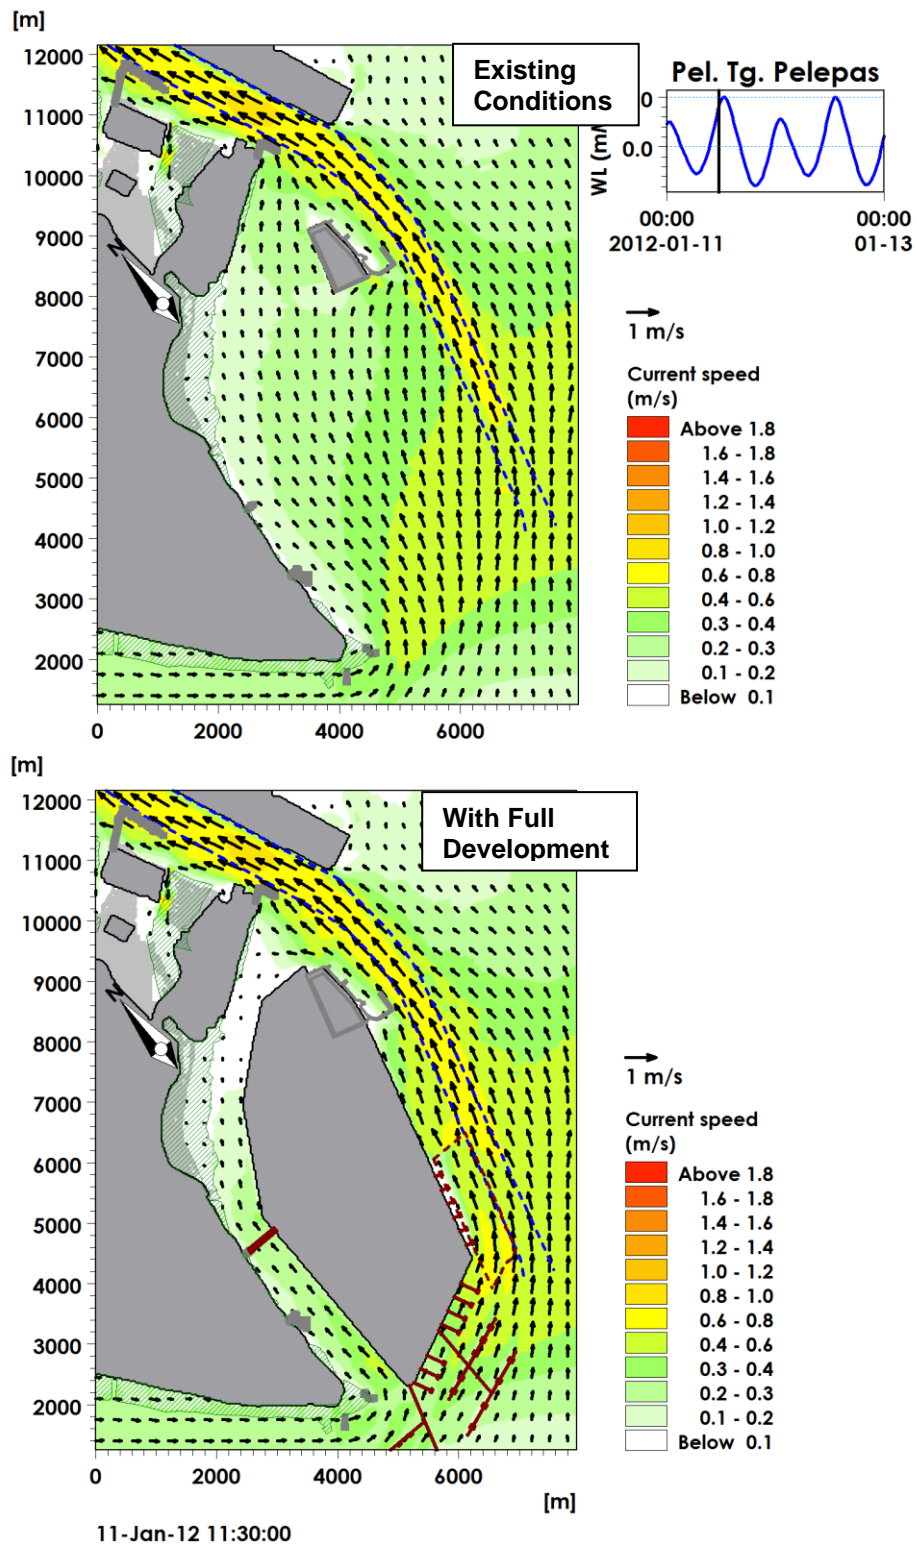 [m]
12000
11000
10000
9000
8000
7000
6000
5000
4000
3000
2000
0
2000
4000
6000
N
Existing
Conditions
Pel. Tg. Pelepas
0
0.0
WL (m
00:00
00:00
2012-01-11
01-13
1 m/s
Current speed
(m/s)
Above 1.8
1.6 - 1.8
1.4 - 1.6
1.2 - 1.4
1.0 - 1.2
0.8 - 1.0
0.6 - 0.8
0.4 - 0.6
0.3 - 0.4
0.2 - 0.3
0.1 - 0.2
Below 0.1
[m]
12000
11000
10000
9000
8000
7000
6000
5000
4000
3000
2000
0
2000
4000
6000
[m]
N
With Full
Development
1 m/s
Current speed
(m/s)
Above 1.8
1.6 - 1.8
1.4 - 1.6
1.2 - 1.4
1.0 - 1.2
0.8 - 1.0
0.6 - 0.8
0.4 - 0.6
0.3 - 0.4
0.2 - 0.3
0.1 - 0.2
Below 0.1
11-Jan-12 11:30:00